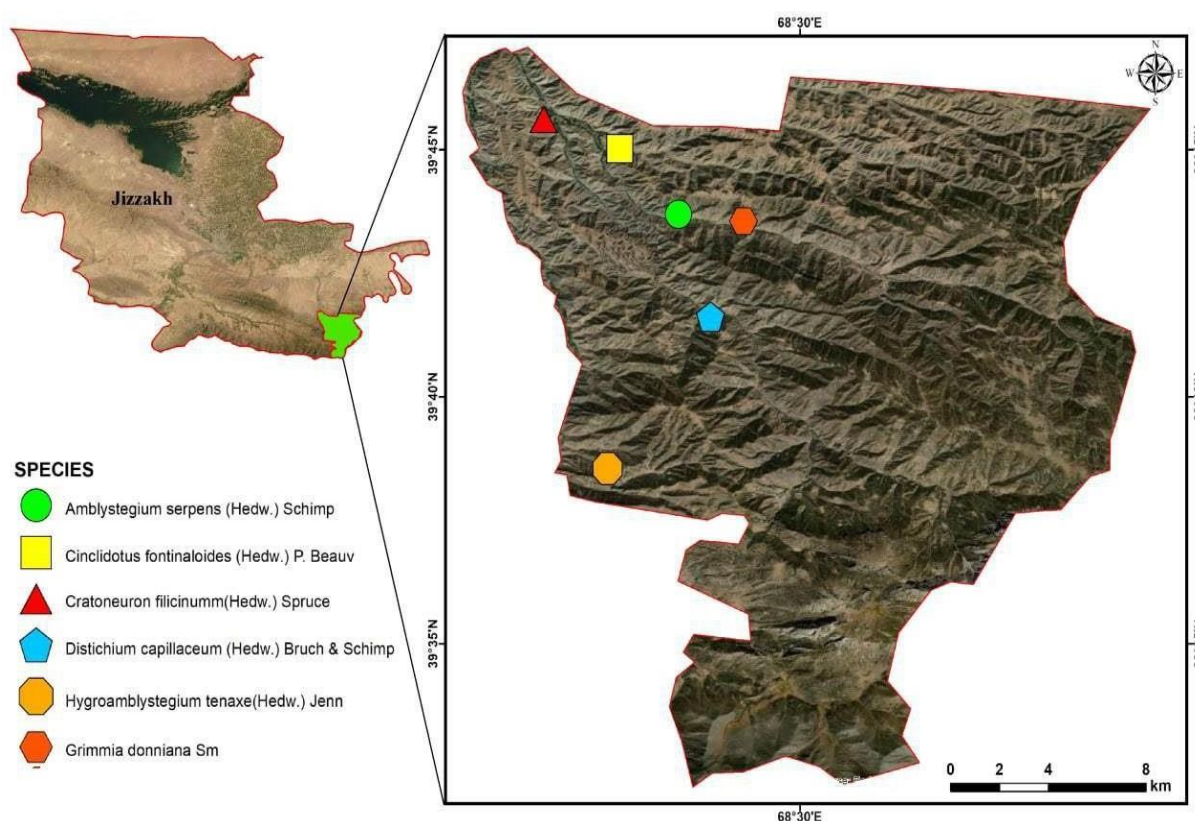 68°30'E
N
W E
S
39°45'N
Jizzakh
39°40'N
SPECIES
Amblystegium serpens (Hedw.) Schimp
Cinclidotus fontinaloides (Hedw.) P. Beauv
Cratoneuron filicinumm(Hedw.) Spruce
Distichium capillaceum (Hedw.) Bruch & Schimp
Hygroamblystegium tenaxe(Hedw.) Jenn
Grimmia donniana Sm
39°35'N
0 2 4 8
km
68°30'E